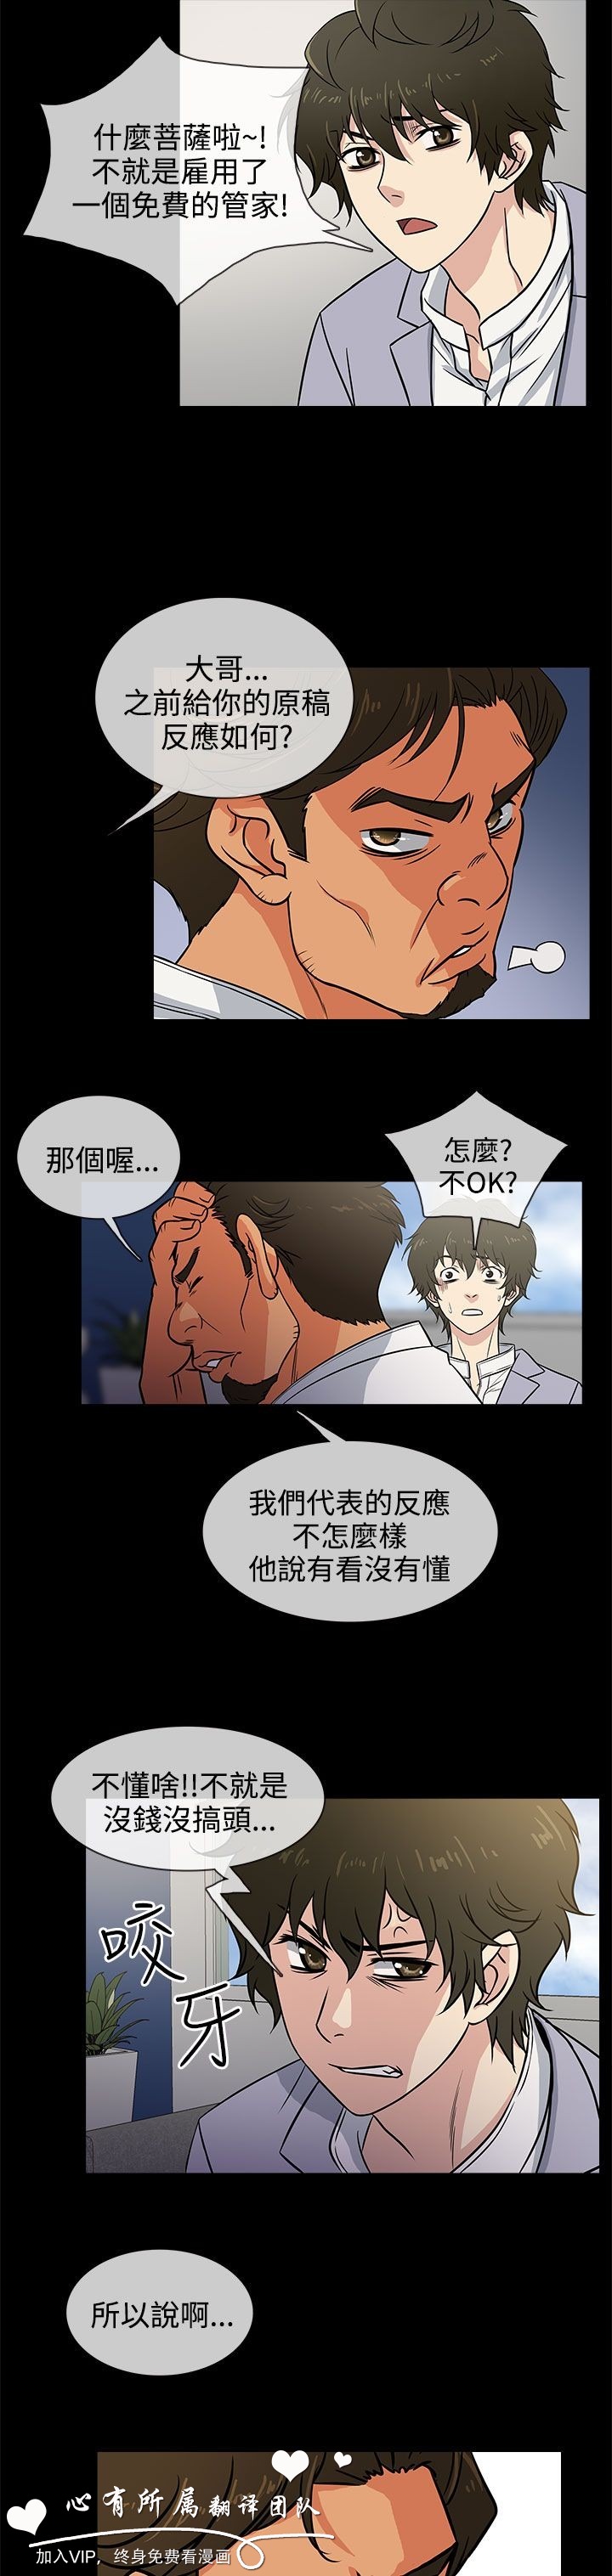 什麼菩薩啦~!
不就是雇用了
一個免費的管家!
大哥...
之前給你的原稿
反應如何?
那個喔...
怎麼?
不OK?
我們代表的反應
不怎麼樣
他說有看沒有懂
不懂啥!!不就是
沒錢沒搞頭...
咬牙
所以說啊...
心有所属翻译团队
加入VIP，终身免费看漫画